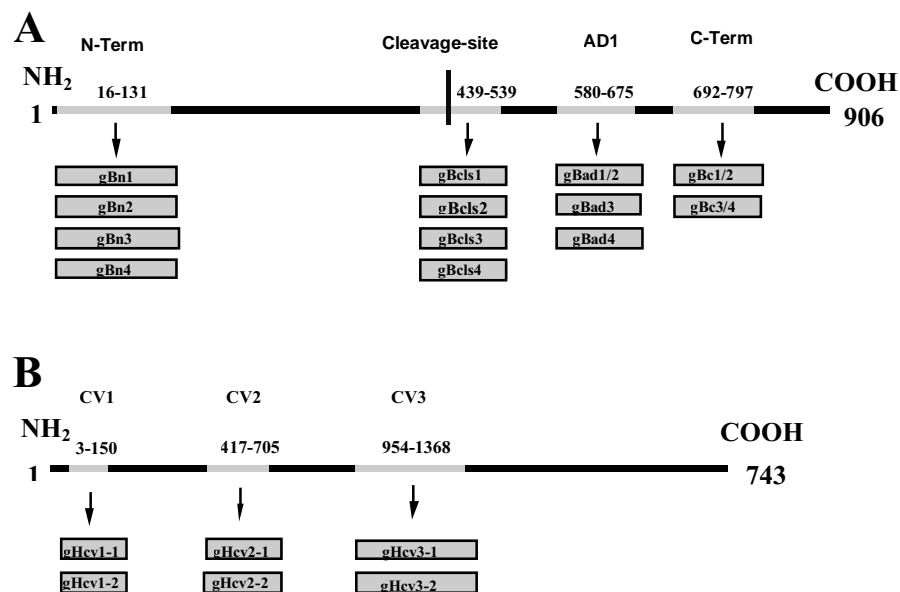 A
N-Term Cleavage-site AD1 C-Term
NH2 COOH
16-131 439-539 580-675 692-797
1 906
gBn1 gBcls1 gBad1/2 gBc1/2
gBn2 gBcls2 gBad3 gBc3/4
gBn3 gBcls3 gBad4
gBn4 gBcls4
B
CV1 CV2 CV3
NH2 COOH
3-150 417-705 954-1368
1 743
gHcv1-1 gHcv2-1 gHcv3-1
gHcv1-2 gHcv2-2 gHcv3-2